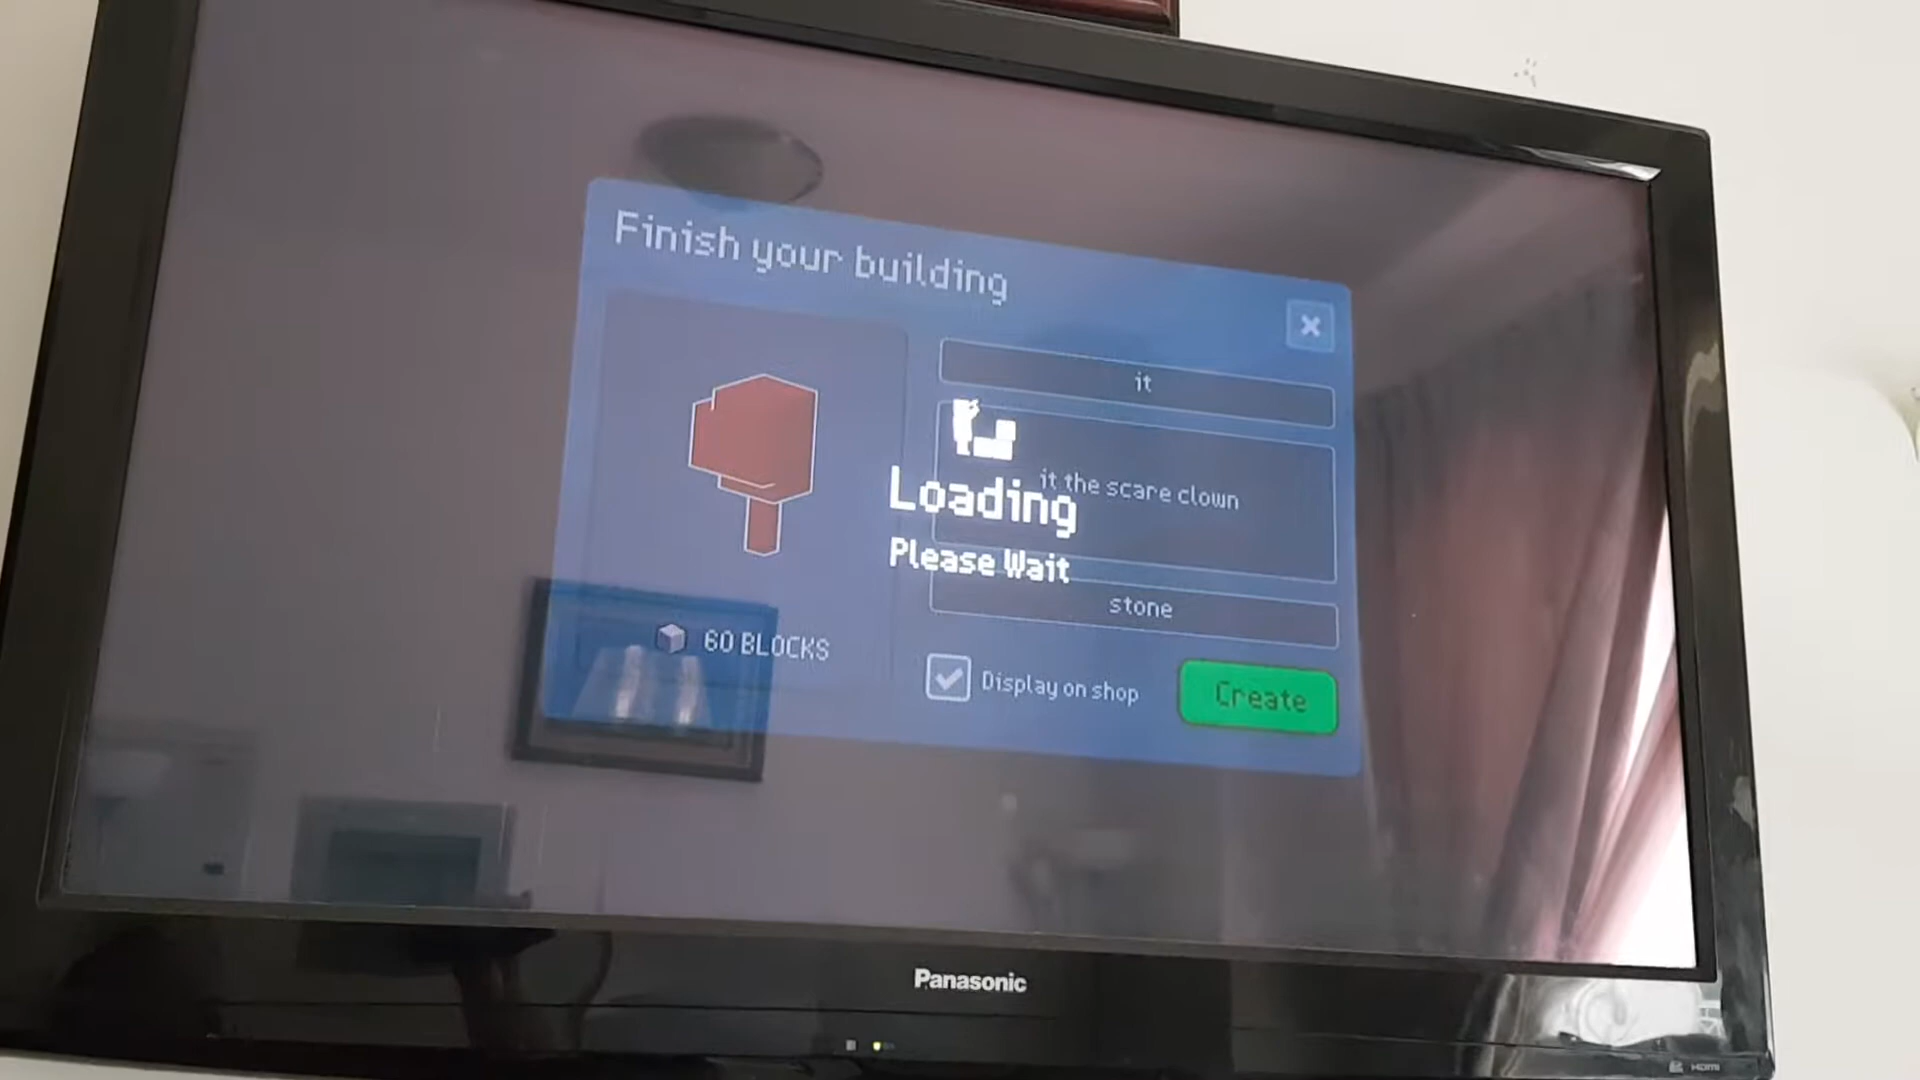 Finish your building
it
it the scare clown
Loading
Please Wait
stone
60 BLOCKS
Display on shop
Create
Panasonic
HDMI